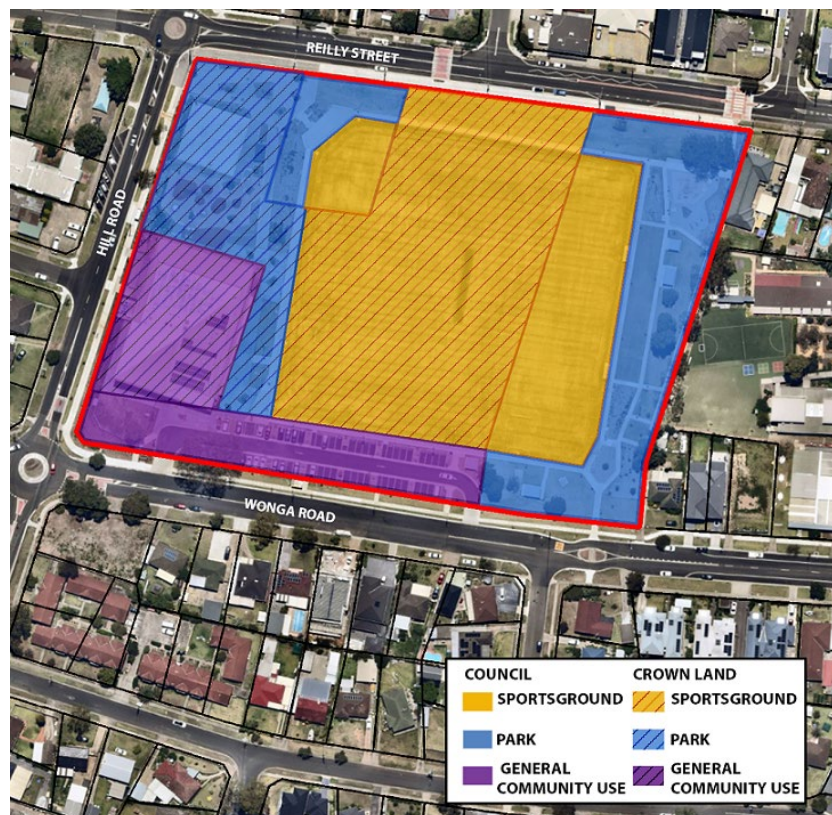 REILLY STREET
HILL ROAD
WONGA ROAD
COUNCIL
SPORTSGROUND
PARK
GENERAL
COMMUNITY USE
CROWN LAND
SPORTSGROUND
PARK
GENERAL
COMMUNITY USE